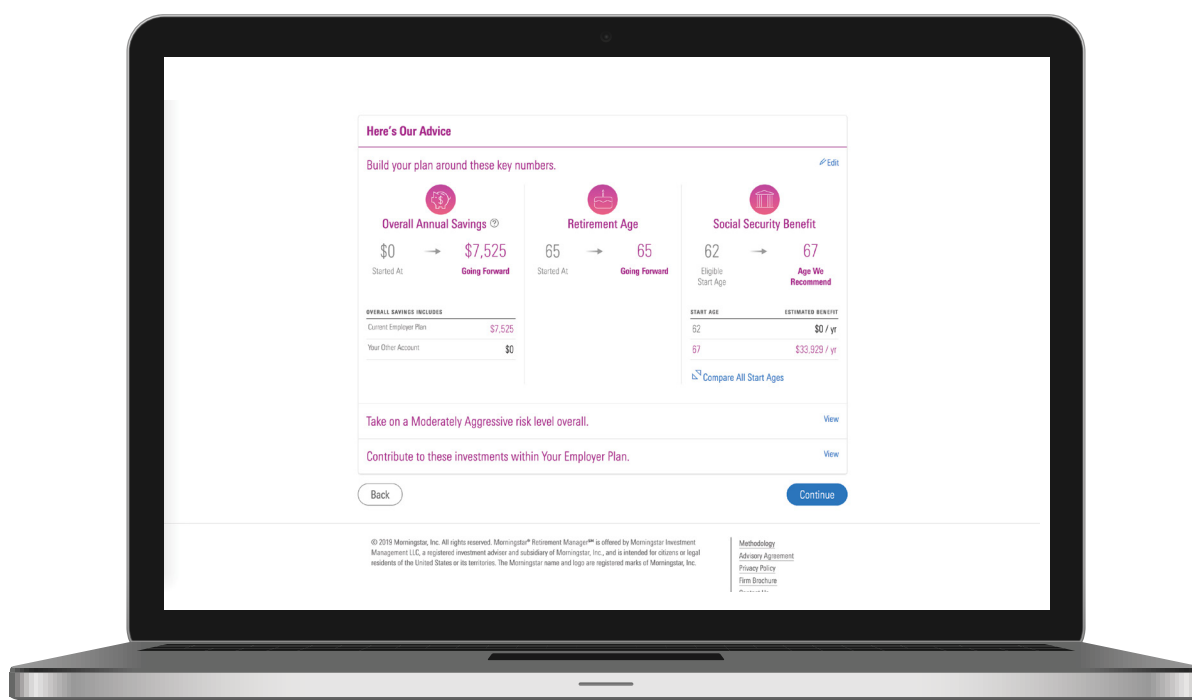 Here's Our Advice
Build your plan around these key numbers.
Edit
Overall Annual Savings ?
$0
$7,525
Started At
Going Forward
OVERALL SAVINGS INCLUDES
Current Employer Plan
$7,525
Your Other Account
$0
Retirement Age
65
65
Started At
Going Forward
Social Security Benefit
62
67
Eligible
Start Age
Age We
Recommend
START AGE
ESTIMATED BENEFIT
62
$0 / yr
67
$33,929 / yr
Compare All Start Ages
Take on a Moderately Aggressive risk level overall.
View
Contribute to these investments within Your Employer Plan.
View
Back
Continue
© 2019 Morningstar, Inc. All rights reserved. Morningstar® Retirement Manager℠ is offered by Morningstar Investment
Management LLC, a registered investment adviser and subsidiary of Morningstar, Inc., and is intended for citizens or legal
residents of the United States or its territories. The Morningstar name and logo are registered marks of Morningstar, Inc.
Methodology
Advisory Agreement
Privacy Policy
Firm Brochure